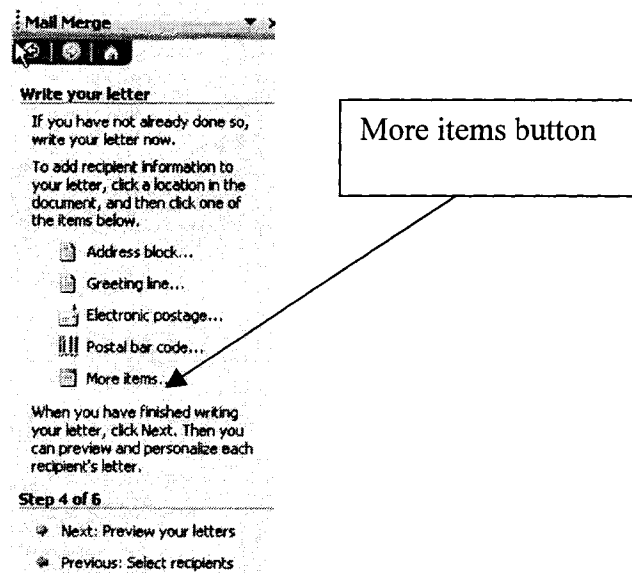 Mail Merge
Write your letter
If you have not already done so,
write your letter now.
To add recipient information to
your letter, click a location in the
document, and then click one of
the items below.
Address block...
Greeting line...
Electronic postage...
Postal bar code...
More items...
When you have finished writing
your letter, click Next. Then you
can preview and personalize each
recipient's letter.
Step 4 of 6
Next: Preview your letters
Previous: Select recipients
More items button